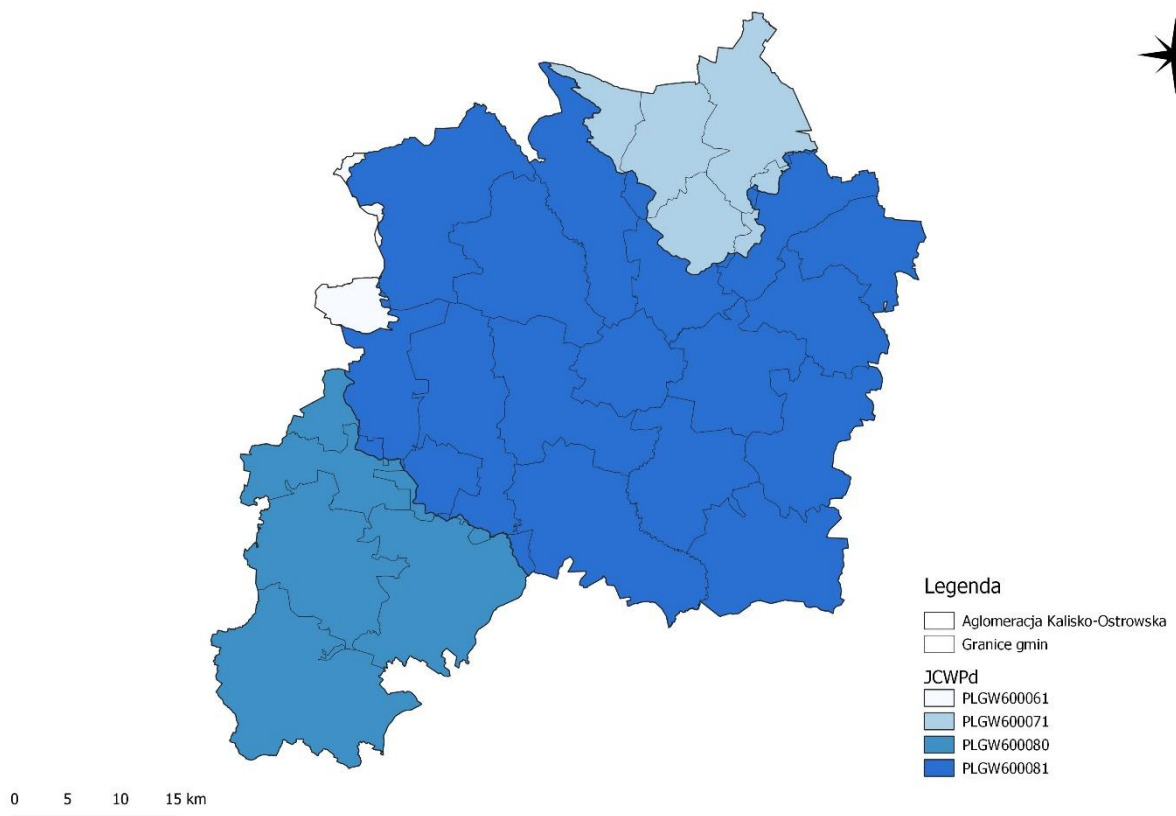 Legenda
Aglomeracja Kalisko-Ostrowska
Granice gmin
JCWPd
PLGW600061
PLGW600071
PLGW600080
PLGW600081
0 5 10 15 km